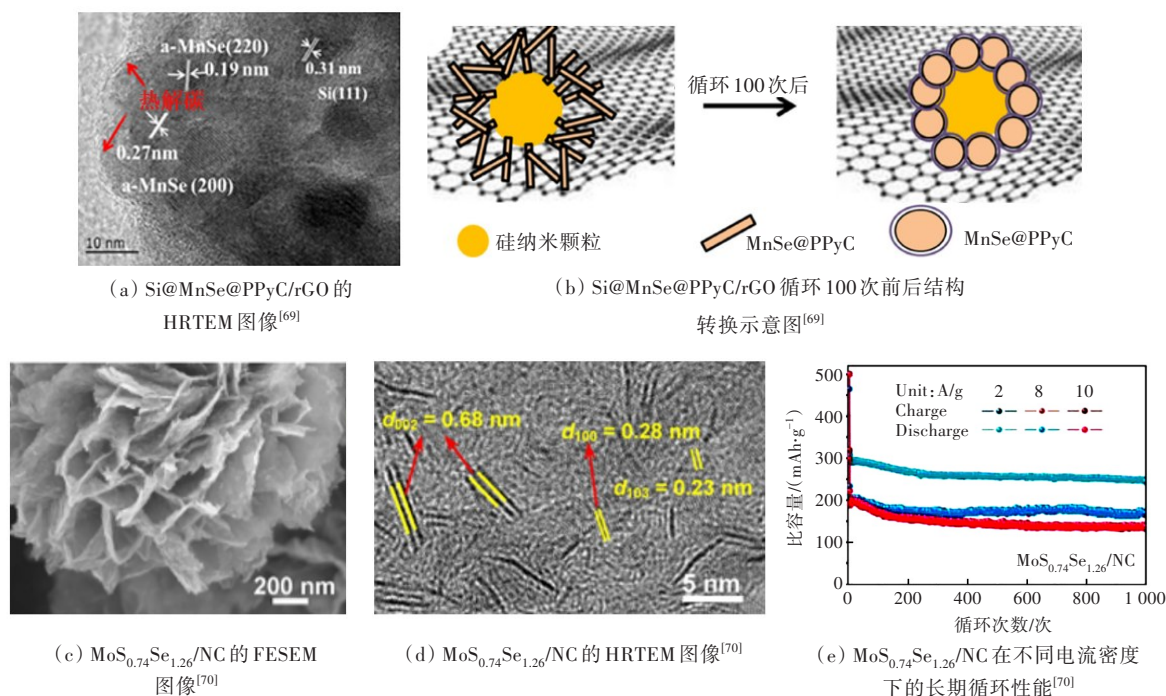 a-MnSe(220)
0.19 nm
0.31 nm
Si(111)
热解碳
0.27nm
a-MnSe (200)
10 nm
(a) Si@MnSe@PPyC/rGO 的
HRTEM 图像[69]
循环 100 次后
硅纳米颗粒
MnSe@PPyC
MnSe@PPyC
(b) Si@MnSe@PPyC/rGO 循环 100 次前后结构
转换示意图[69]
200 nm
(c) MoS0.74Se1.26/NC 的 FESEM
图像[70]
d002 = 0.68 nm
d100 = 0.28 nm
d103 = 0.23 nm
5 nm
(d) MoS0.74Se1.26/NC 的 HRTEM 图像[70]
比容量/(mAh·g−1)
500
400
300
200
100
0
Unit: A/g 2 8 10
Charge
Discharge
MoS0.74Se1.26/NC
0 200 400 600 800 1 000
循环次数/次
(e) MoS0.74Se1.26/NC 在不同电流密度
下的长期循环性能[70]